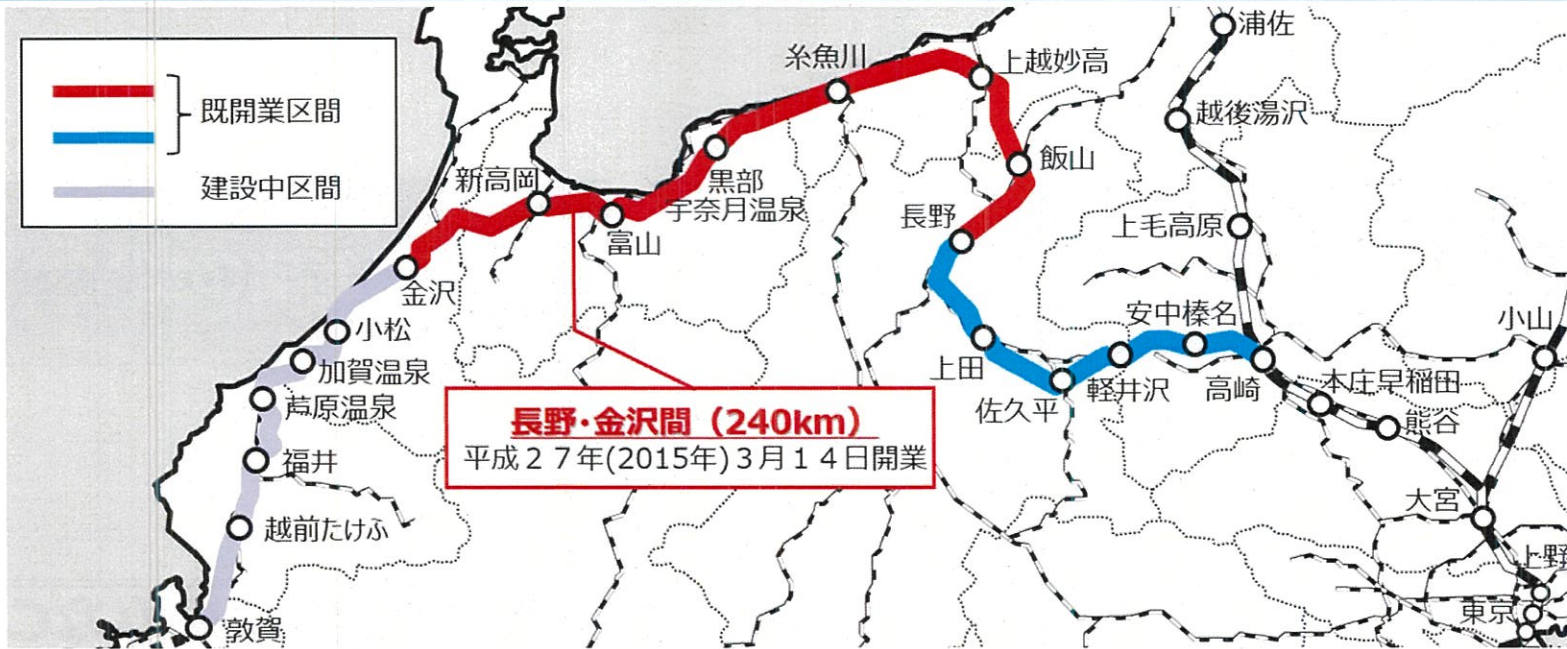 既開業区間
建設中区間
浦佐
糸魚川
上越妙高
越後湯沢
飯山
黒部
宇奈月温泉
新高岡
富山
長野
上毛高原
金沢
安中榛名
小山
小松
上田
軽井沢
高崎
加賀温泉
佐久平
本庄早稲田
芦原温泉
熊谷
長野・金沢間（240km）
平成27年(2015年)3月14日開業
福井
大宮
越前たけふ
上野
東京
敦賀